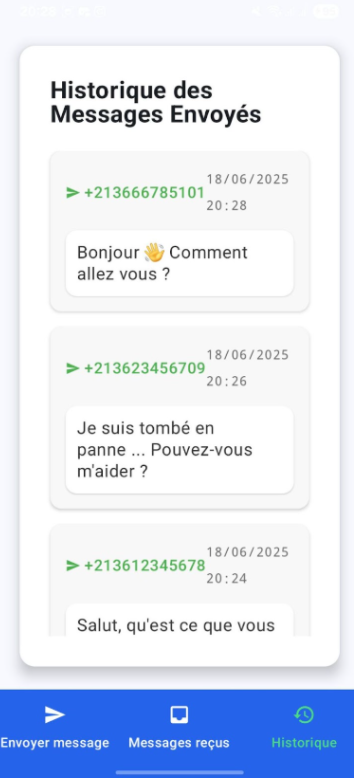 20:28
Historique des
Messages Envoyés
+213666785101
18/06/2025
20:28
Bonjour 👋 Comment
allez vous ?
+213623456709
18/06/2025
20:26
Je suis tombé en
panne ... Pouvez-vous
m'aider ?
+213612345678
18/06/2025
20:24
Salut, qu'est ce que vous
Envoyer message
Messages reçus
Historique